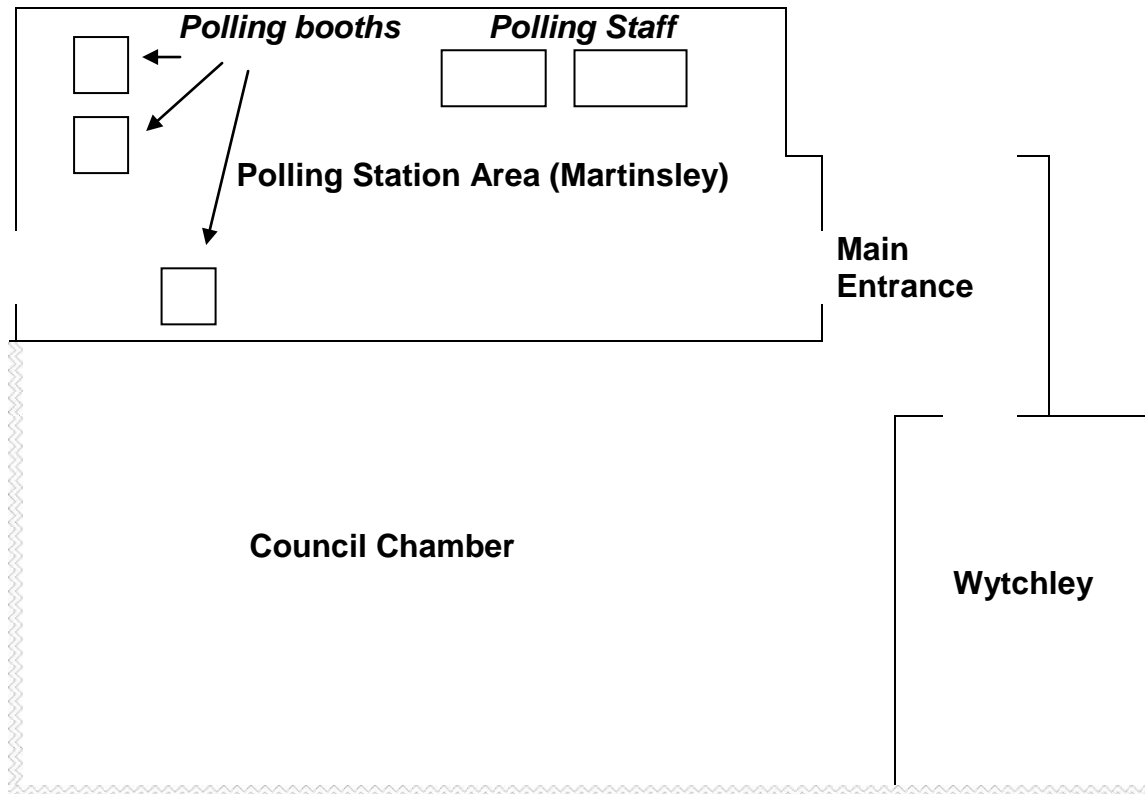 Polling booths
Polling Staff
Polling Station Area (Martinsley)
Main
Entrance
Council Chamber
Wytchley